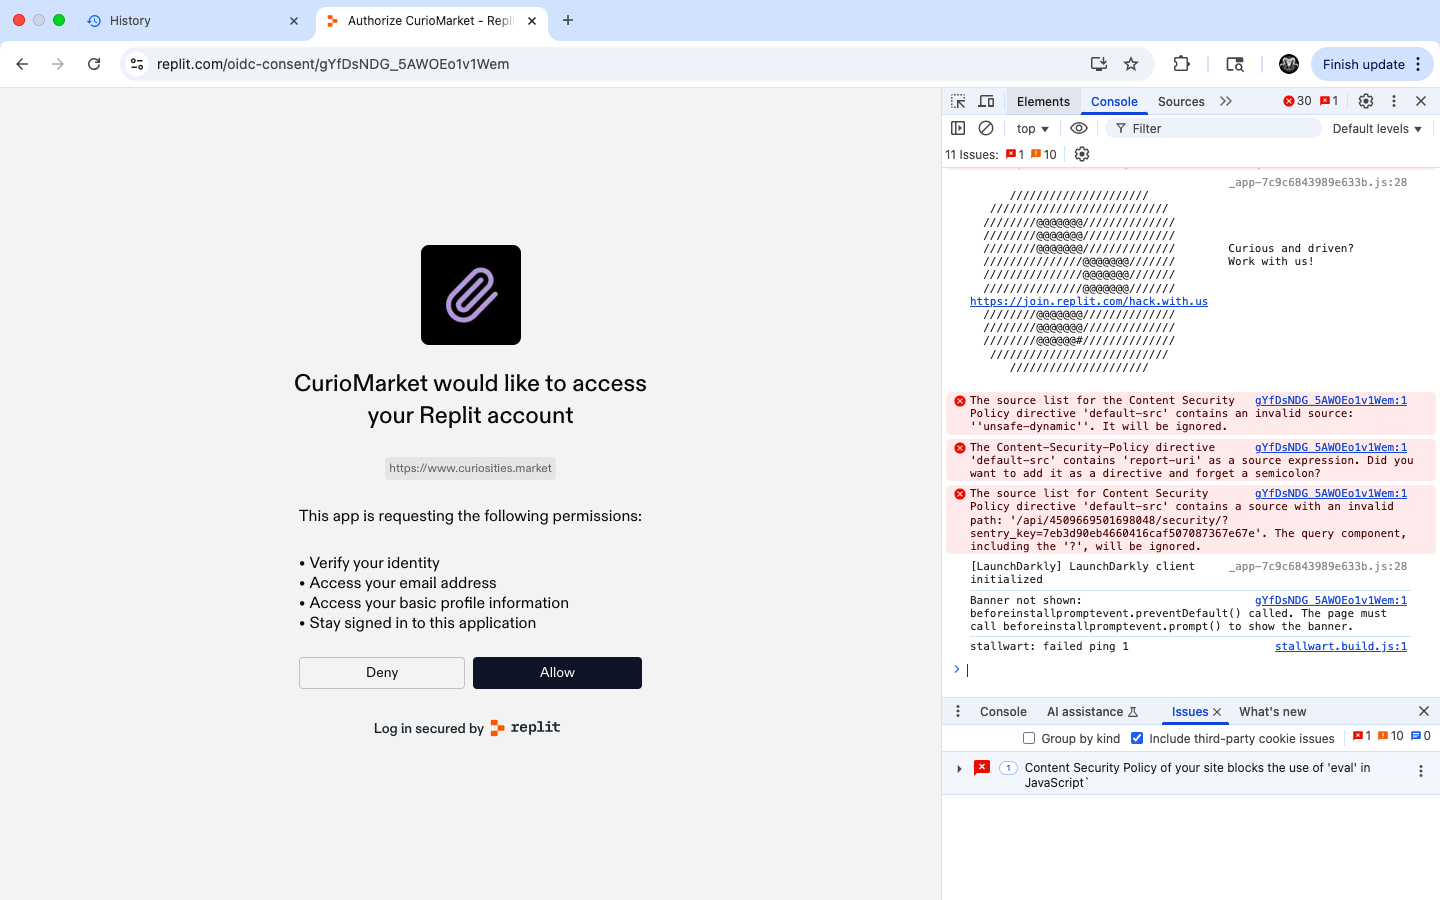 History
Authorize CurioMarket - Repl
replit.com/oidc-consent/gYfDsNDG_5AWOEo1v1Wem
Finish update
CurioMarket would like to access
your Replit account
https://www.curiosities.market
This app is requesting the following permissions:
• Verify your identity
• Access your email address
• Access your basic profile information
• Stay signed in to this application
Deny
Allow
Log in secured by replit
Elements Console Sources 30 1
top Filter Default levels
11 Issues: 1 10
_app-7c9c6843989e633b.js:28
/////////////////////
///////////////////////////
////////@@@@@@@//////////////
////////@@@@@@@//////////////
////////@@@@@@@////////////// Curious and driven?
///////////////@@@@@@@/////// Work with us!
///////////////@@@@@@@///////
///////////////@@@@@@@///////
https://join.replit.com/hack.with.us
////////@@@@@@@//////////////
////////@@@@@@@//////////////
////////@@@@@@#//////////////
///////////////////////////
/////////////////////
The source list for the Content Security gYfDsNDG_5AWOEo1v1Wem:1
Policy directive 'default-src' contains an invalid source:
''unsafe-dynamic''. It will be ignored.
The Content-Security-Policy directive gYfDsNDG_5AWOEo1v1Wem:1
'default-src' contains 'report-uri' as a source expression. Did you
want to add it as a directive and forget a semicolon?
The source list for Content Security gYfDsNDG_5AWOEo1v1Wem:1
Policy directive 'default-src' contains a source with an invalid
path: '/api/4509669501698048/security/?
sentry_key=7eb3d90eb4660416caf507087367e67e'. The query component,
including the '?', will be ignored.
[LaunchDarkly] LaunchDarkly client _app-7c9c6843989e633b.js:28
initialized
Banner not shown: gYfDsNDG_5AWOEo1v1Wem:1
beforeinstallpromptevent.preventDefault() called. The page must
call beforeinstallpromptevent.prompt() to show the banner.
stallwart: failed ping 1 stallwart.build.js:1
Console AI assistance Issues What's new
Group by kind Include third-party cookie issues 1 10 0
1 Content Security Policy of your site blocks the use of 'eval' in
JavaScript`